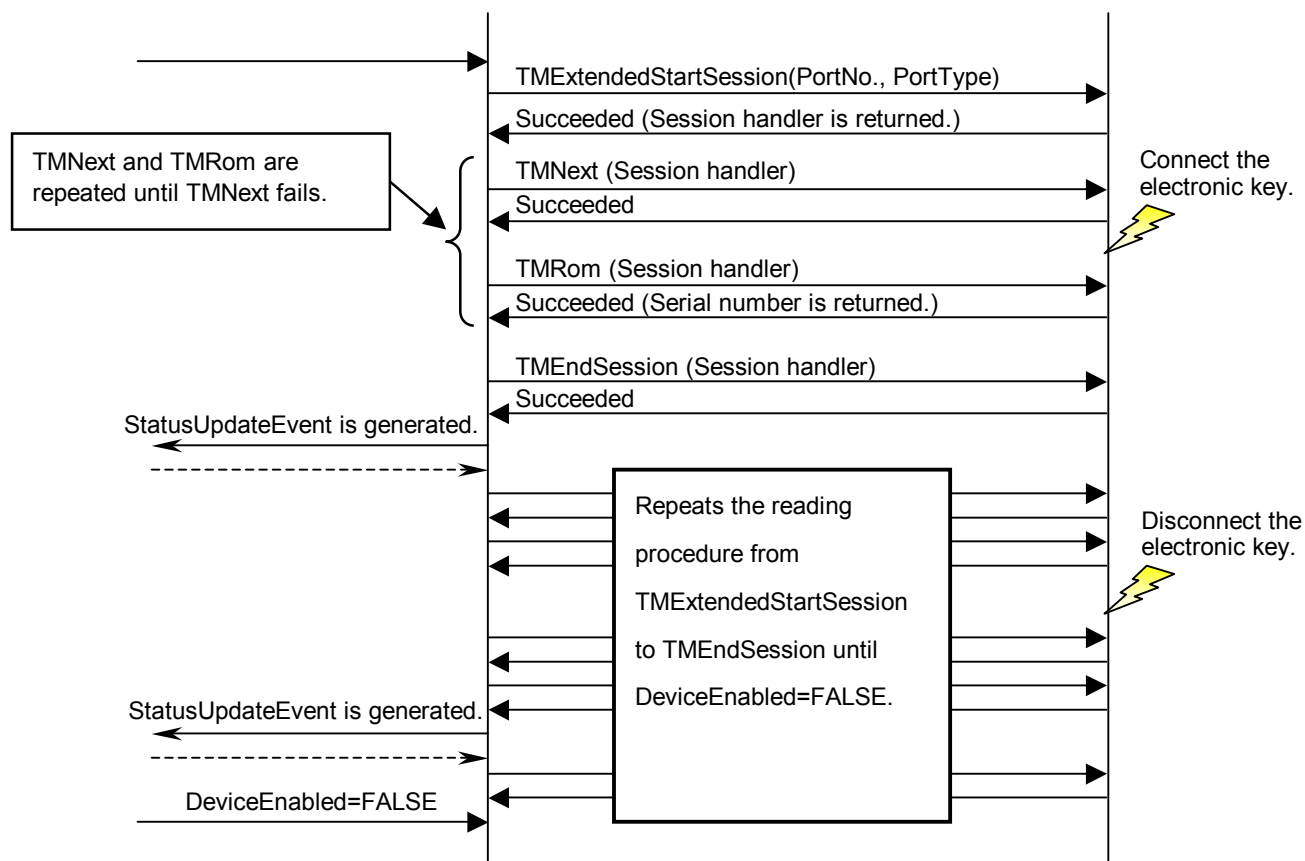 TMExtendedStartSession(PortNo., PortType)
Succeeded (Session handler is returned.)
TMNext and TMRom are
repeated until TMNext fails.
TMNext (Session handler)
Succeeded
Connect the
electronic key.
TMRom (Session handler)
Succeeded (Serial number is returned.)
TMEndSession (Session handler)
Succeeded
StatusUpdateEvent is generated.
Repeats the reading
procedure from
TMExtendedStartSession
to TMEndSession until
DeviceEnabled=FALSE.
Disconnect the
electronic key.
StatusUpdateEvent is generated.
DeviceEnabled=FALSE